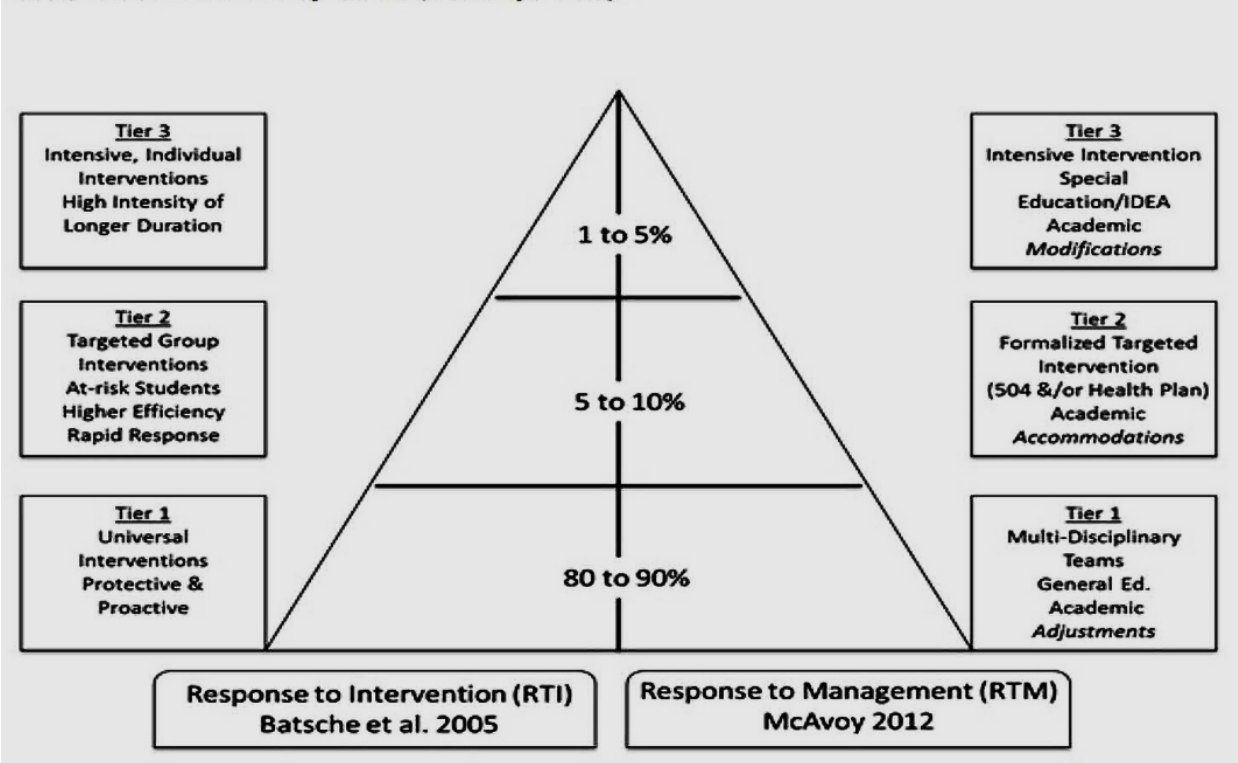 Tier 3
Intensive, Individual
Interventions
High Intensity of
Longer Duration
Tier 2
Targeted Group
Interventions
At-risk Students
Higher Efficiency
Rapid Response
Tier 1
Universal
Interventions
Protective &
Proactive
1 to 5%
5 to 10%
80 to 90%
Tier 3
Intensive Intervention
Special
Education/IDEA
Academic
Modifications
Tier 2
Formalized Targeted
Intervention
(504 &/or Health Plan)
Academic
Accommodations
Tier 1
Multi-Disciplinary
Teams
General Ed.
Academic
Adjustments
Response to Intervention (RTI)
Batsche et al. 2005
Response to Management (RTM)
McAvoy 2012